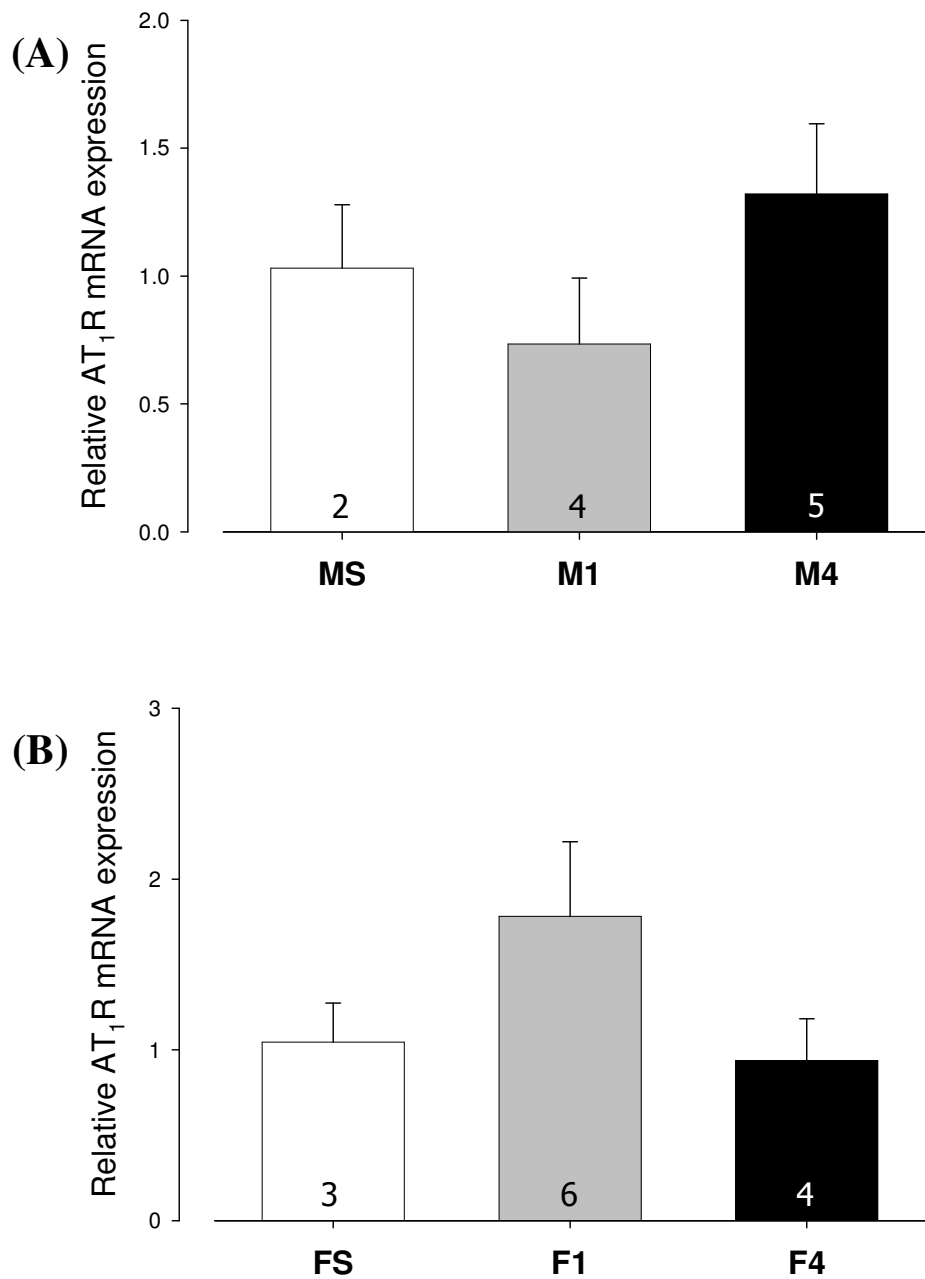 (A)
Relative AT₁R mRNA expression
2.0
1.5
1.0
0.5
0.0
2
4
5
MS
M1
M4
(B)
Relative AT₁R mRNA expression
3
2
1
0
3
6
4
FS
F1
F4